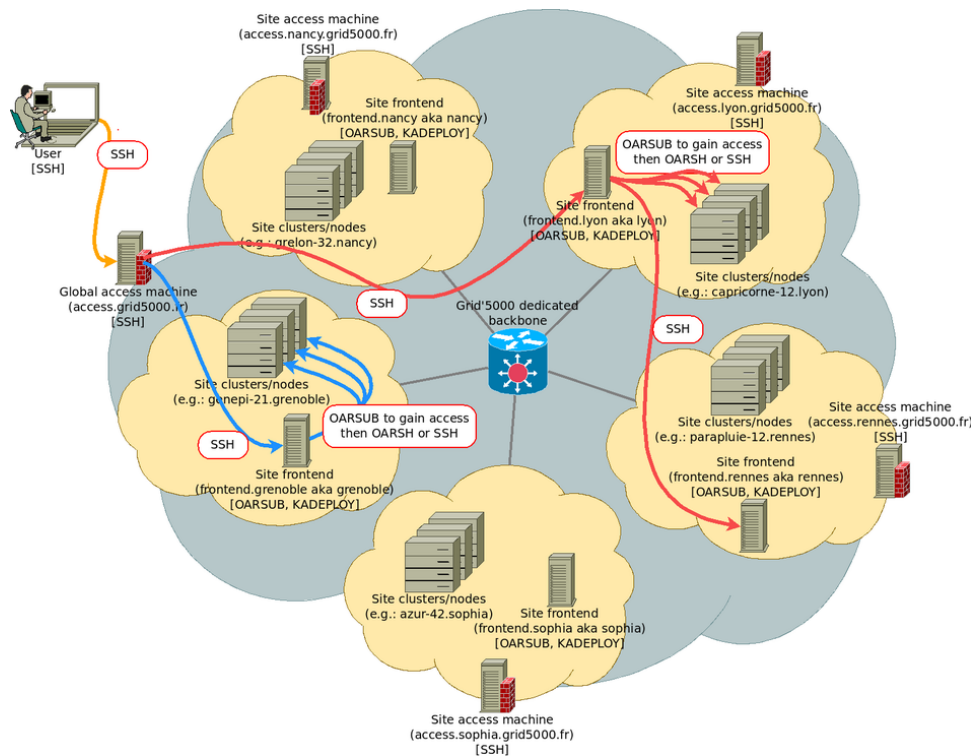 Site access machine
(access.nancy.grid5000.fr)
[SSH]
Site access machine
(access.lyon.grid5000.fr)
[SSH]
User
[SSH]
SSH
Site frontend
(frontend.nancy aka nancy)
[OARSUB, KADEPLOY]
Site clusters/nodes
(e.g.: grelon-32.nancy)
OARSUB to gain access
then OARSH or SSH
Site frontend
(frontend.lyon aka lyon)
[OARSUB, KADEPLOY]
Site clusters/nodes
(e.g.: capricorne-12.lyon)
Global access machine
(access.grid5000.fr)
[SSH]
SSH
Grid'5000 dedicated
backbone
SSH
Site clusters/nodes
(e.g.: genepi-21.grenoble)
OARSUB to gain access
then OARSH or SSH
SSH
Site frontend
(frontend.grenoble aka grenoble)
[OARSUB, KADEPLOY]
Site clusters/nodes
(e.g.: parapluie-12.rennes)
Site access machine
(access.rennes.grid5000.fr)
[SSH]
Site frontend
(frontend.rennes aka rennes)
[OARSUB, KADEPLOY]
Site clusters/nodes
(e.g.: azur-42.sophia)
Site frontend
(frontend.sophia aka sophia)
[OARSUB, KADEPLOY]
Site access machine
(access.sophia.grid5000.fr)
[SSH]